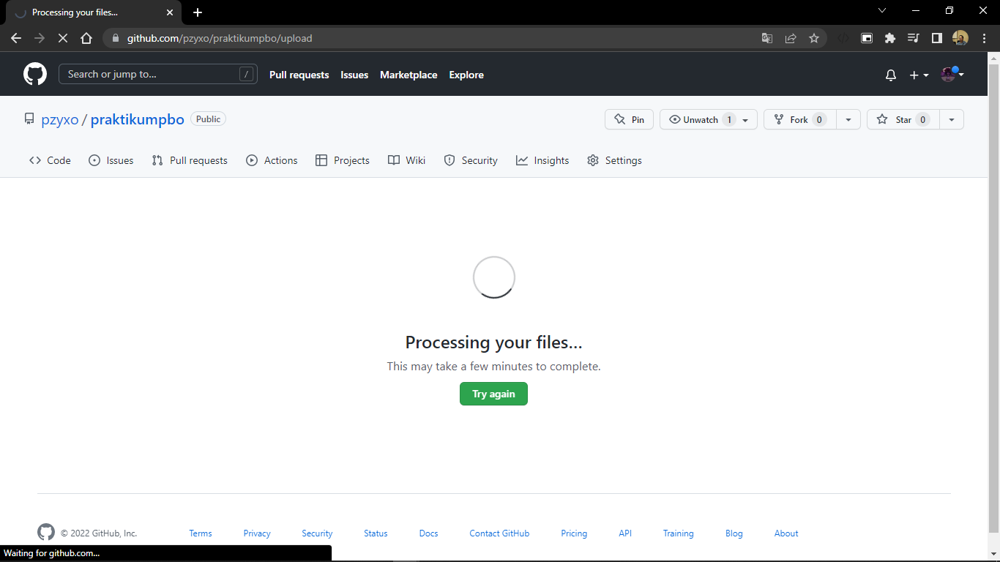 Processing your files...
github.com/pzyxo/praktikumpbo/upload
Search or jump to... /
Pull requests Issues Marketplace Explore
pzyxo / praktikumpbo Public
Pin
Unwatch 1
Fork 0
Star 0
Code Issues Pull requests Actions Projects Wiki Security Insights Settings
Processing your files…
This may take a few minutes to complete.
Try again
© 2022 GitHub, Inc. Terms Privacy Security Status Docs Contact GitHub Pricing API Training Blog About
Waiting for github.com...